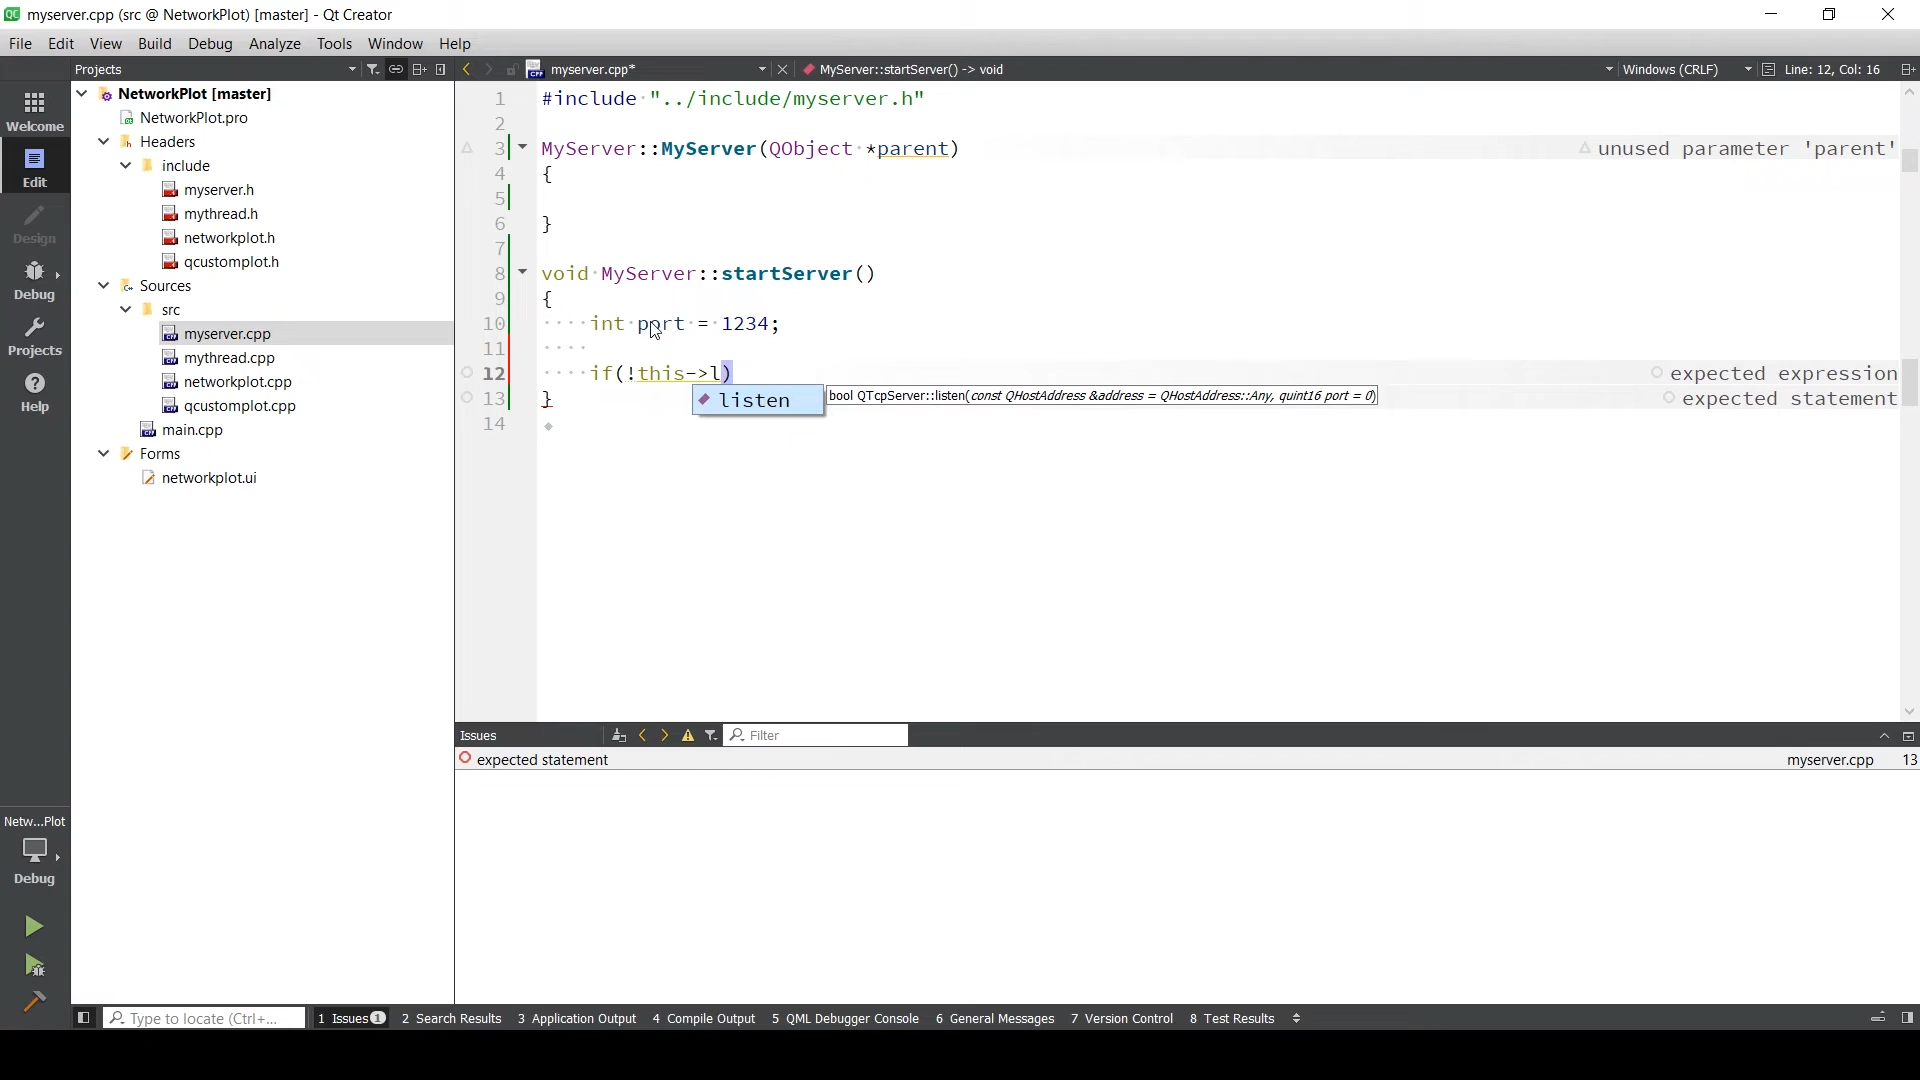 myserver.cpp (src @ NetworkPlot) [master] - Qt Creator
File Edit View Build Debug Analyze Tools Window Help
Projects
myserver.cpp*
MyServer::startServer() -> void
Windows (CRLF)
Line: 12, Col: 16
Welcome
Edit
Design
Debug
Projects
Help
Netw...Plot
Debug
NetworkPlot [master]
NetworkPlot.pro
Headers
include
myserver.h
mythread.h
networkplot.h
qcustomplot.h
Sources
src
myserver.cpp
mythread.cpp
networkplot.cpp
qcustomplot.cpp
main.cpp
Forms
networkplot.ui
1 #include "../include/myserver.h"
2
3 MyServer::MyServer(QObject *parent) unused parameter 'parent'
4 {
5
6 }
7
8 void MyServer::startServer()
9 {
10 int port = 1234;
11
12 if(!this->l) expected expression
13 } expected statement
listen
bool QTcpServer::listen(const QHostAddress &address = QHostAddress::Any, quint16 port = 0)
14
Issues
Filter
expected statement myserver.cpp 13
Type to locate (Ctrl+...
1 Issues 1
2 Search Results
3 Application Output
4 Compile Output
5 QML Debugger Console
6 General Messages
7 Version Control
8 Test Results